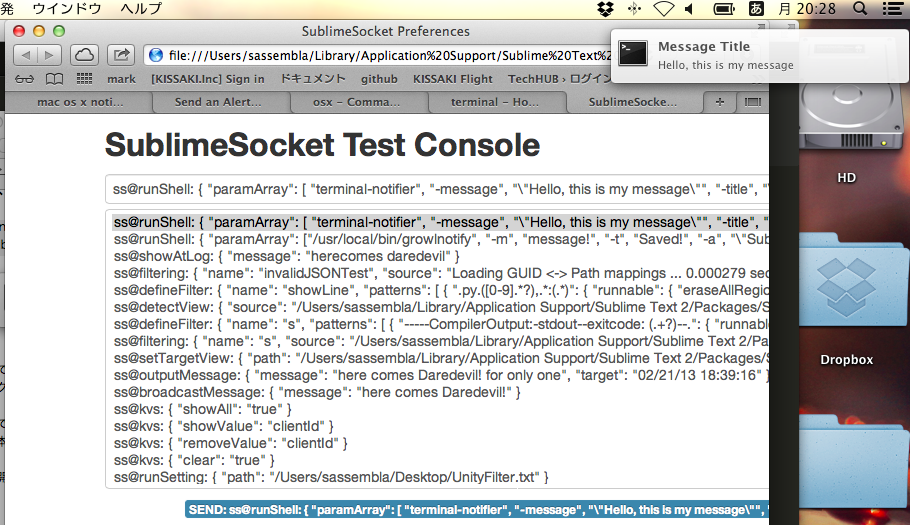 発 ウインドウ ヘルプ
あ 月 20:28
SublimeSocket Preferences
file:///Users/sassembla/Library/Application%20Support/Sublime%20Text%
Message Title
Hello, this is my message
mark [KISSAKI.Inc] Sign in ドキュメント github KISSAKI Flight TechHUB › ログイン
mac os x noti... Send an Alert... osx – Comma... terminal – Ho... SublimeSocke...
SublimeSocket Test Console
ss@runShell: { "paramArray": [ "terminal-notifier", "-message", "\"Hello, this is my message\"", "-title", "
ss@runShell: { "paramArray": [ "terminal-notifier", "-message", "\"Hello, this is my message\"", "-title", "
ss@runShell: { "paramArray": ["/usr/local/bin/growlnotify", "-m", "message!", "-t", "Saved!", "-a", "\"Sub
ss@showAtLog: { "message": "herecomes daredevil" }
ss@filtering: { "name": "invalidJSONTest", "source": "Loading GUID <-> Path mappings ... 0.000279 sec
ss@defineFilter: { "name": "showLine", "patterns": [ { ".py.([0-9].*?),.*:(.*)": { "runnable": { "eraseAllRegio
ss@detectView: { "source": "/Users/sassembla/Library/Application Support/Sublime Text 2/Packages/S
ss@defineFilter: { "name": "s", "patterns": [ { "-----CompilerOutput:-stdout--exitcode: (.+?)--.": { "runnab
ss@filtering: { "name": "s", "source": "/Users/sassembla/Library/Application Support/Sublime Text 2/Pac
ss@setTargetView: { "path": "/Users/sassembla/Library/Application Support/Sublime Text 2/Packages/S
ss@outputMessage: { "message": "here comes Daredevil! for only one", "target": "02/21/13 18:39:16" }
ss@broadcastMessage: { "message": "here comes Daredevil!" }
ss@kvs: { "showAll": "true" }
ss@kvs: { "showValue": "clientId" }
ss@kvs: { "removeValue": "clientId" }
ss@kvs: { "clear": "true" }
ss@runSetting: { "path": "/Users/sassembla/Desktop/UnityFilter.txt" }
SEND: ss@runShell: { "paramArray": [ "terminal-notifier", "-message", "\"Hello, this is my message\"", "
HD
Dropbox